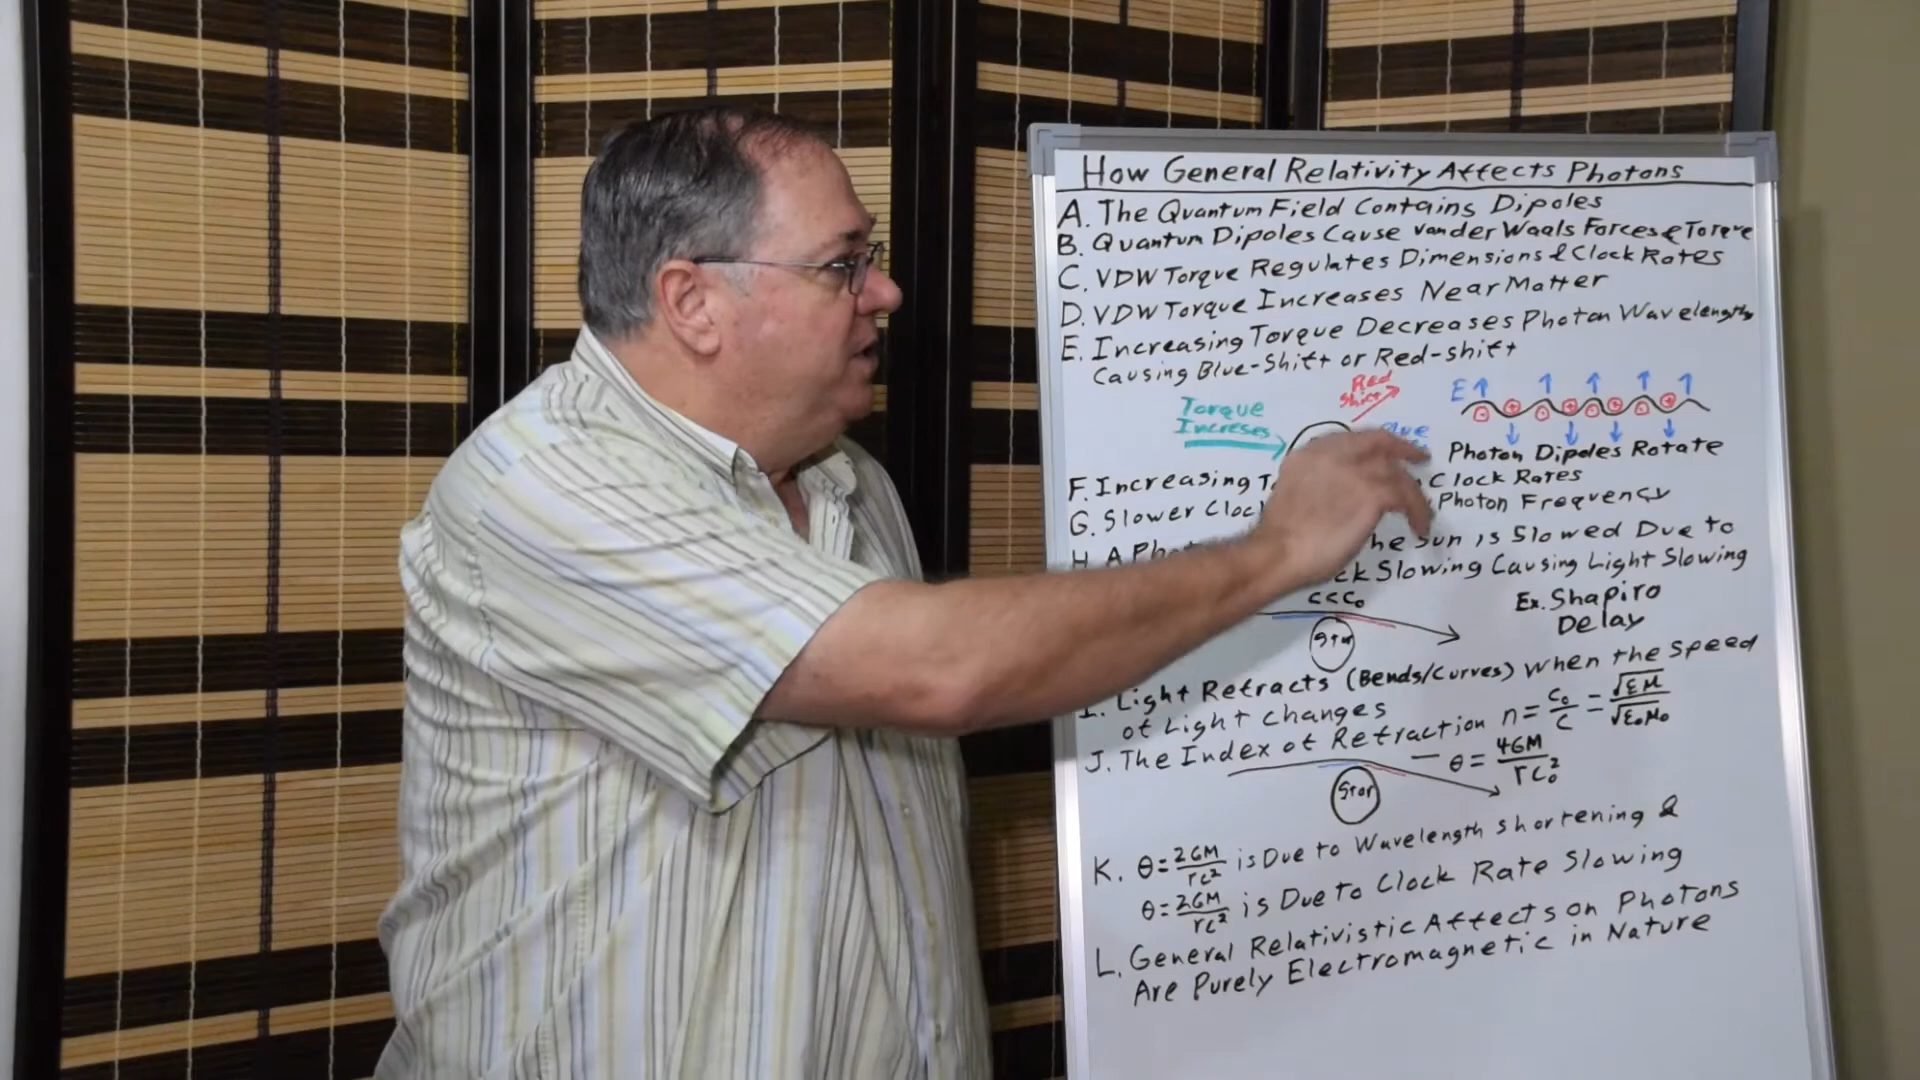 How General Relativity Affects Photons
A. The Quantum Field Contains Dipoles
B. Quantum Dipoles Cause van der Waals Forces & Torque
C. VDW Torque Regulates Dimensions & Clock Rates
D. VDW Torque Increases Near Matter
E. Increasing Torque Decreases Photon Wavelength
Causing Blue-Shift or Red-shift
Torque
Increses
Red
Shift
Blue
E
Photon Dipoles Rotate
F. Increasing Clock Rates
G. Slower Photon Frequency
H. A Sun is Slowed Due to
Slowing Causing Light Slowing
C<C₀
Star
Ex. Shapiro
Delay
I. Light Refracts (Bends/Curves) When the Speed
of Light Changes
J. The Index of Refraction n = C₀/C = √εμ/√ε₀μ₀
θ = 4GM/rC₀²
Star
K. θ = 2GM/rc² is Due to Wavelength shortening &
θ = 2GM/rc² is Due to Clock Rate Slowing
L. General Relativistic Affects on Photons
Are Purely Electromagnetic in Nature